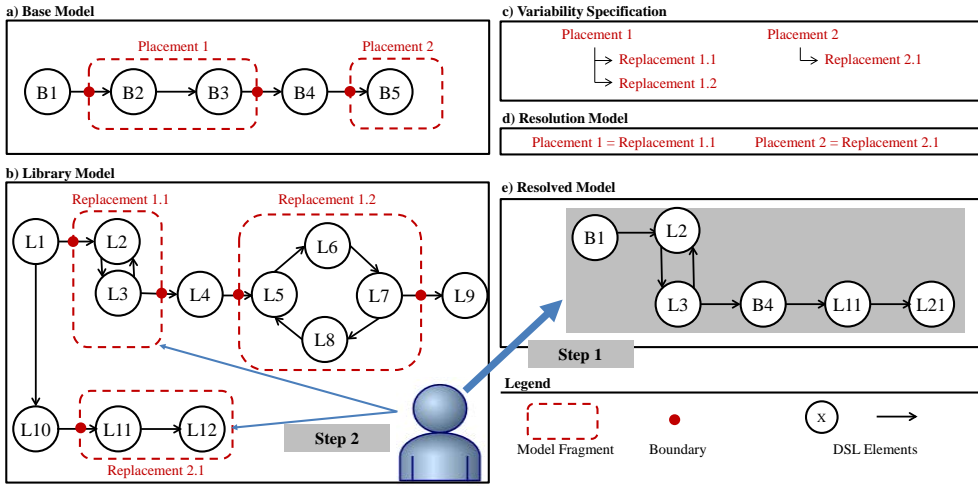 a) Base Model
Placement 1
Placement 2
B1
B2
B3
B4
B5
b) Library Model
Replacement 1.1
Replacement 1.2
L1
L2
L6
L3
L4
L5
L7
L9
L8
L10
L11
L12
Replacement 2.1
Step 2
c) Variability Specification
Placement 1
Placement 2
Replacement 1.1
Replacement 2.1
Replacement 1.2
d) Resolution Model
Placement 1 = Replacement 1.1
Placement 2 = Replacement 2.1
e) Resolved Model
B1
L2
L3
B4
L11
L21
Step 1
Legend
X
Model Fragment
Boundary
DSL Elements